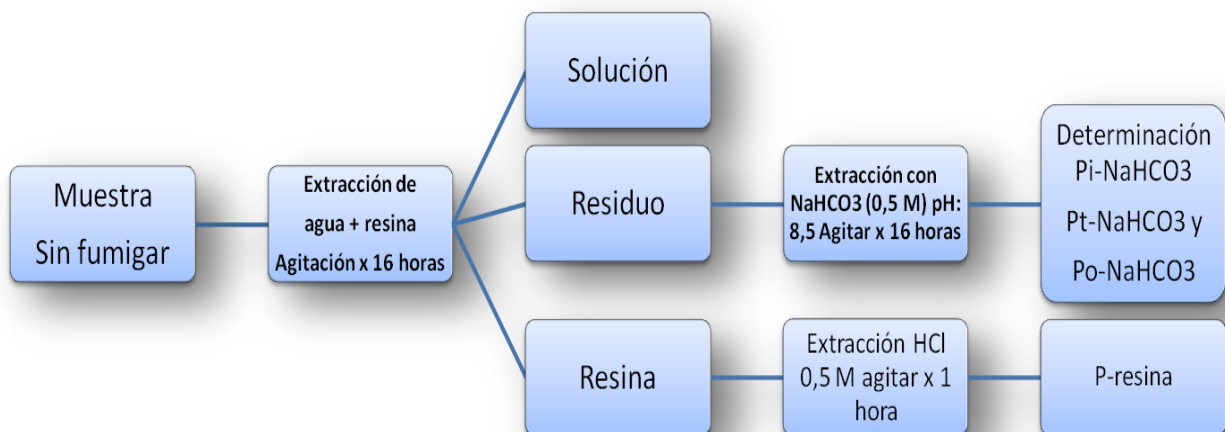 Muestra
Sin fumigar
Extracción de
agua + resina
Agitación x 16 horas
Solución
Residuo
Extracción con
NaHCO3 (0,5 M) pH:
8,5 Agitar x 16 horas
Determinación
Pi-NaHCO3
Pt-NaHCO3 y
Po-NaHCO3
Resina
Extracción HCl
0,5 M agitar x 1
hora
P-resina